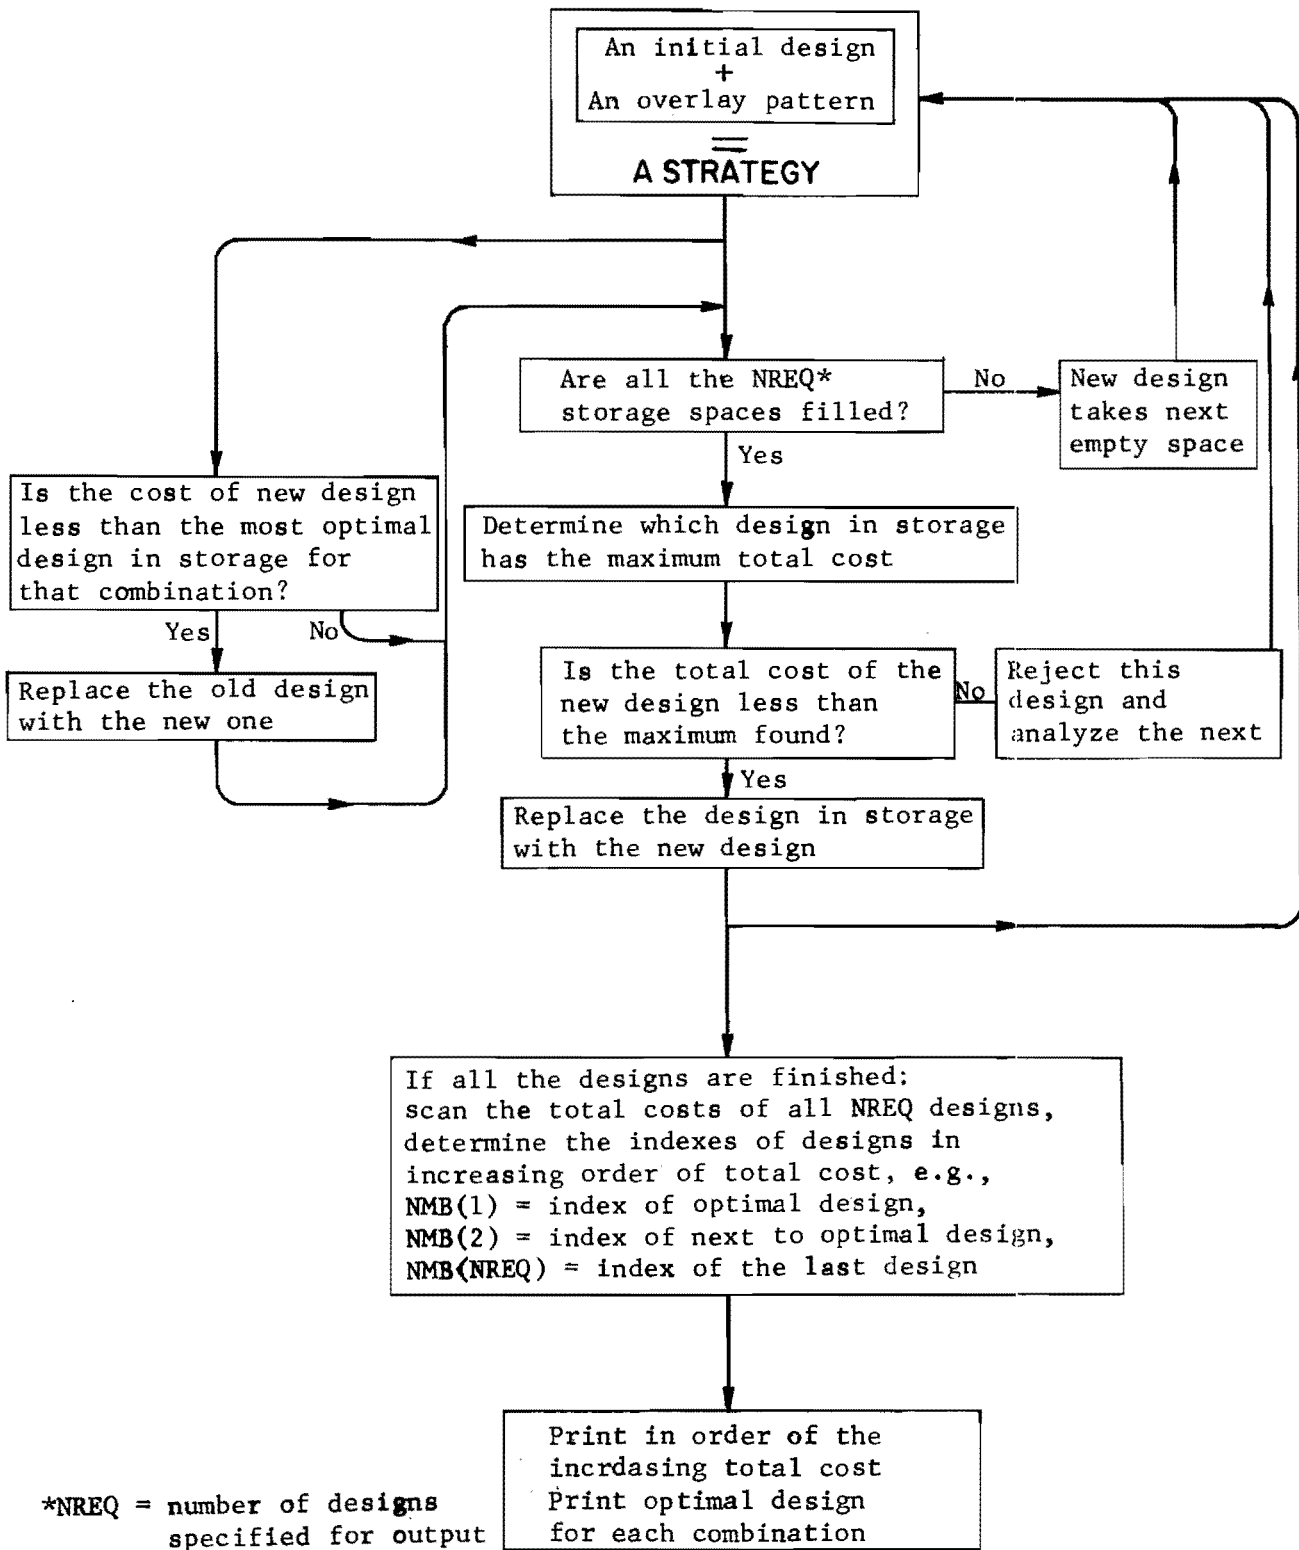 An initial design
+
An overlay pattern
=
A STRATEGY
Are all the NREQ*
storage spaces filled?
No
New design
takes next
empty space
Yes
Is the cost of new design
less than the most optimal
design in storage for
that combination?
Yes
No
Replace the old design
with the new one
Determine which design in storage
has the maximum total cost
Is the total cost of the
new design less than
the maximum found?
No
Reject this
design and
analyze the next
Yes
Replace the design in storage
with the new design
If all the designs are finished:
scan the total costs of all NREQ designs,
determine the indexes of designs in
increasing order of total cost, e.g.,
NMB(1) = index of optimal design,
NMB(2) = index of next to optimal design,
NMB(NREQ) = index of the last design
Print in order of the
incrdasing total cost
Print optimal design
for each combination
*NREQ = number of designs
specified for output